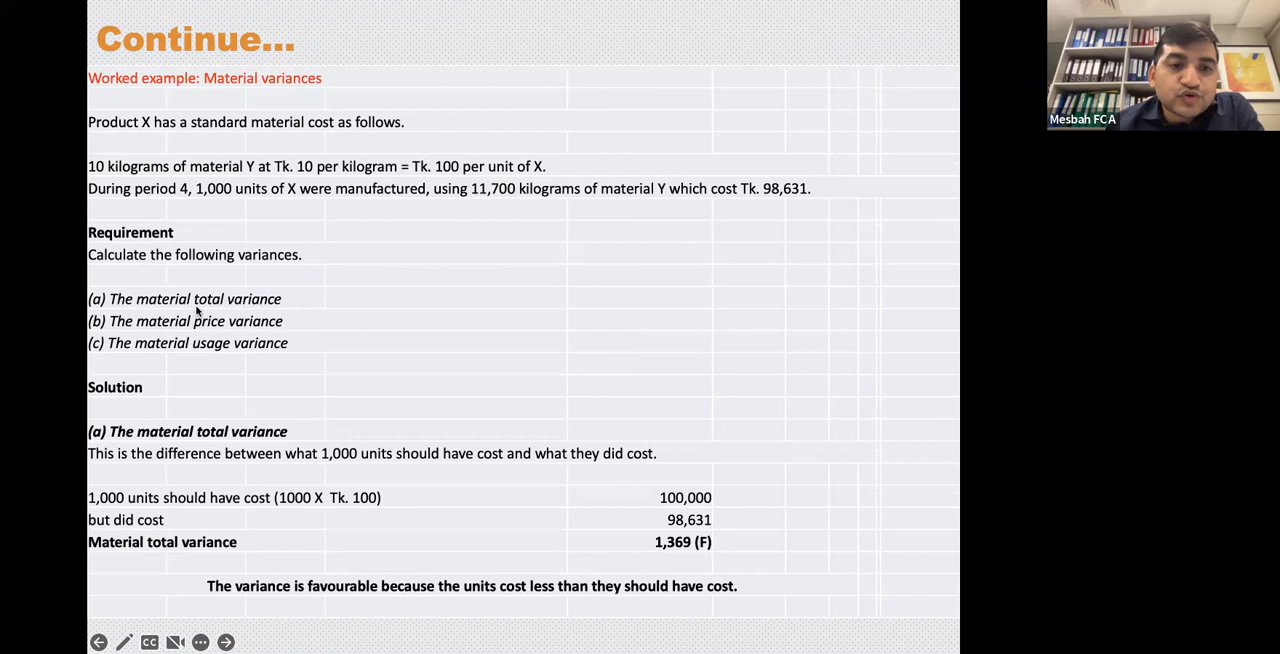 Continue...
Worked example: Material variances
Product X has a standard material cost as follows.
10 kilograms of material Y at Tk. 10 per kilogram = Tk. 100 per unit of X.
During period 4, 1,000 units of X were manufactured, using 11,700 kilograms of material Y which cost Tk. 98,631.
Requirement
Calculate the following variances.
(a) The material total variance
(b) The material price variance
(c) The material usage variance
Solution
(a) The material total variance
This is the difference between what 1,000 units should have cost and what they did cost.
1,000 units should have cost (1000 X Tk. 100) 100,000
but did cost 98,631
Material total variance 1,369 (F)
The variance is favourable because the units cost less than they should have cost.
CC
Mesbah FCA